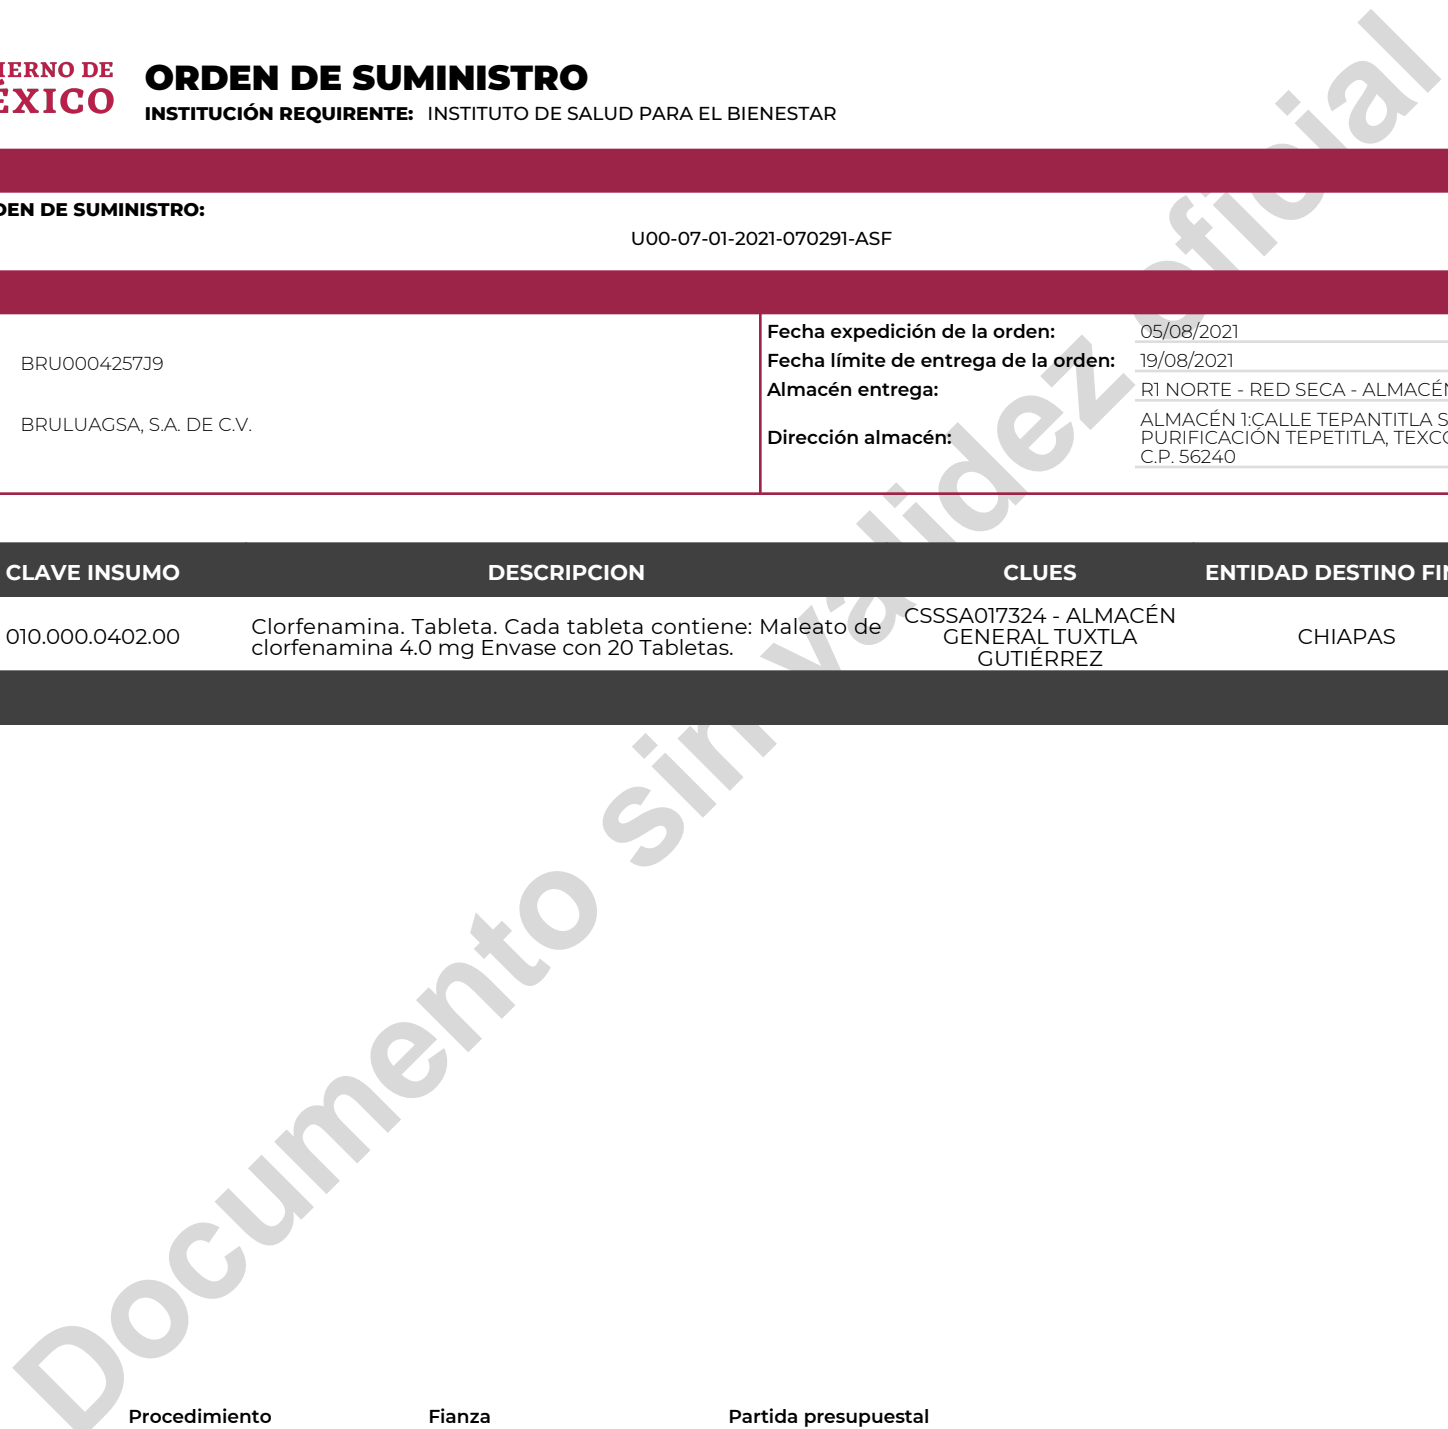 ORDEN DE SUMINISTRO
INSTITUCIÓN REQUIRENTE: INSTITUTO DE SALUD PARA EL BIENESTAR
IERNO DE
ÉXICO
DEN DE SUMINISTRO:
U00-07-01-2021-070291-ASF
BRU0004257J9
BRULUAGSA, S.A. DE C.V.
Fecha expedición de la orden: 05/08/2021
Fecha límite de entrega de la orden: 19/08/2021
Almacén entrega: R1 NORTE - RED SECA - ALMACÉN
Dirección almacén:
ALMACÉN 1:CALLE TEPANTITLA S
PURIFICACIÓN TEPETITLA, TEXCO
C.P. 56240
CLAVE INSUMO DESCRIPCION CLUES ENTIDAD DESTINO FIN
010.000.0402.00
Clorfenamina. Tableta. Cada tableta contiene: Maleato de
clorfenamina 4.0 mg Envase con 20 Tabletas.
CSSSA017324 - ALMACÉN
GENERAL TUXTLA
GUTIÉRREZ
CHIAPAS
Documento sin validez oficial
Procedimiento Fianza Partida presupuestal